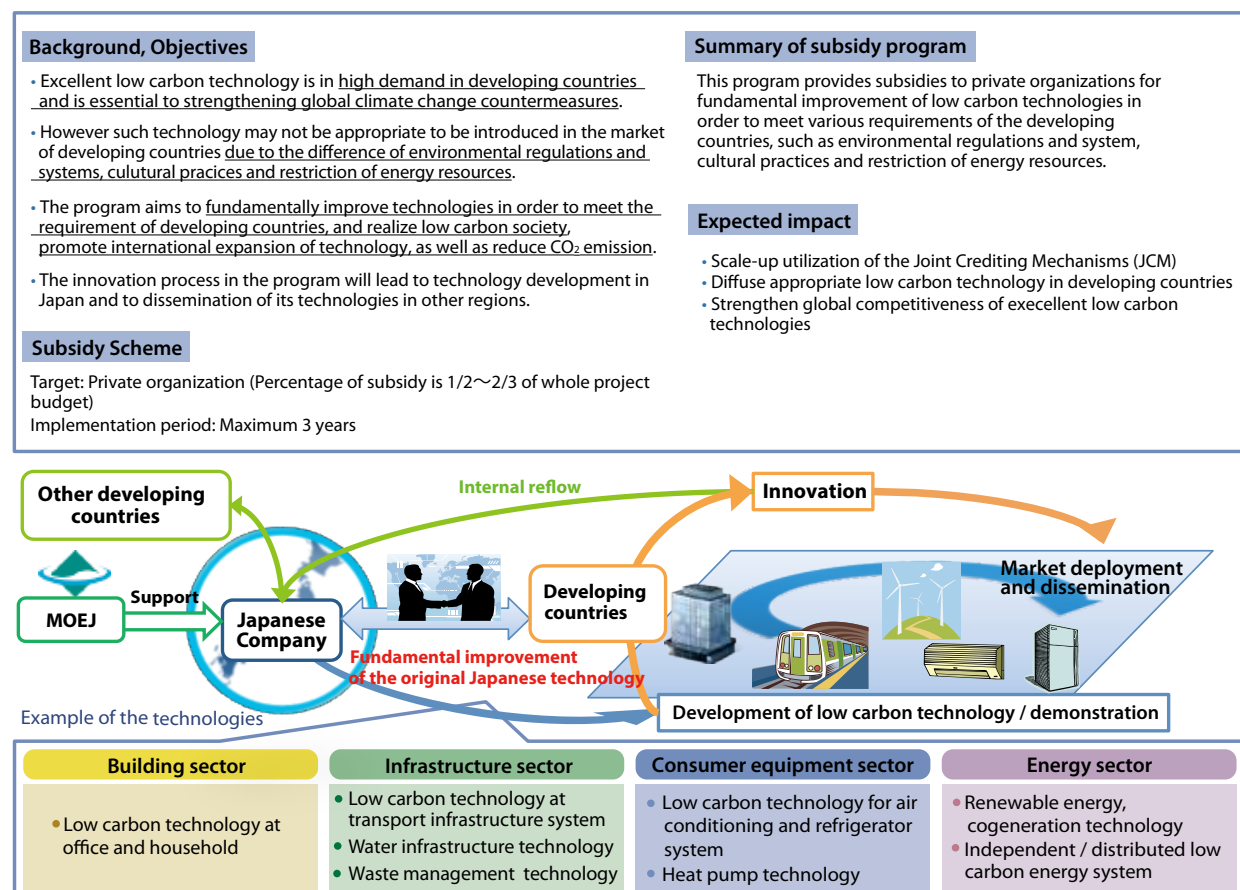 Background, Objectives
• Excellent low carbon technology is in high demand in developing countries
and is essential to strengthening global climate change countermeasures.
• However such technology may not be appropriate to be introduced in the market
of developing countries due to the difference of environmental regulations and
systems, culutural pracices and restriction of energy resources.
• The program aims to fundamentally improve technologies in order to meet the
requirement of developing countries, and realize low carbon society,
promote international expansion of technology, as well as reduce CO₂ emission.
• The innovation process in the program will lead to technology development in
Japan and to dissemination of its technologies in other regions.
Subsidy Scheme
Target: Private organization (Percentage of subsidy is 1/2～2/3 of whole project
budget)
Implementation period: Maximum 3 years
Summary of subsidy program
This program provides subsidies to private organizations for
fundamental improvement of low carbon technologies in
order to meet various requirements of the developing
countries, such as environmental regulations and system,
cultural practices and restriction of energy resources.
Expected impact
• Scale-up utilization of the Joint Crediting Mechanisms (JCM)
• Diffuse appropriate low carbon technology in developing countries
• Strengthen global competitiveness of execellent low carbon
technologies
Other developing
countries
Internal reflow
Innovation
MOEJ
Support
Japanese
Company
Developing
countries
Market deployment
and dissemination
Fundamental improvement
of the original Japanese technology
Development of low carbon technology / demonstration
Example of the technologies
Building sector
• Low carbon technology at
office and household
Infrastructure sector
• Low carbon technology at
transport infrastructure system
• Water infrastructure technology
• Waste management technology
Consumer equipment sector
• Low carbon technology for air
conditioning and refrigerator
system
• Heat pump technology
Energy sector
• Renewable energy,
cogeneration technology
• Independent / distributed low
carbon energy system